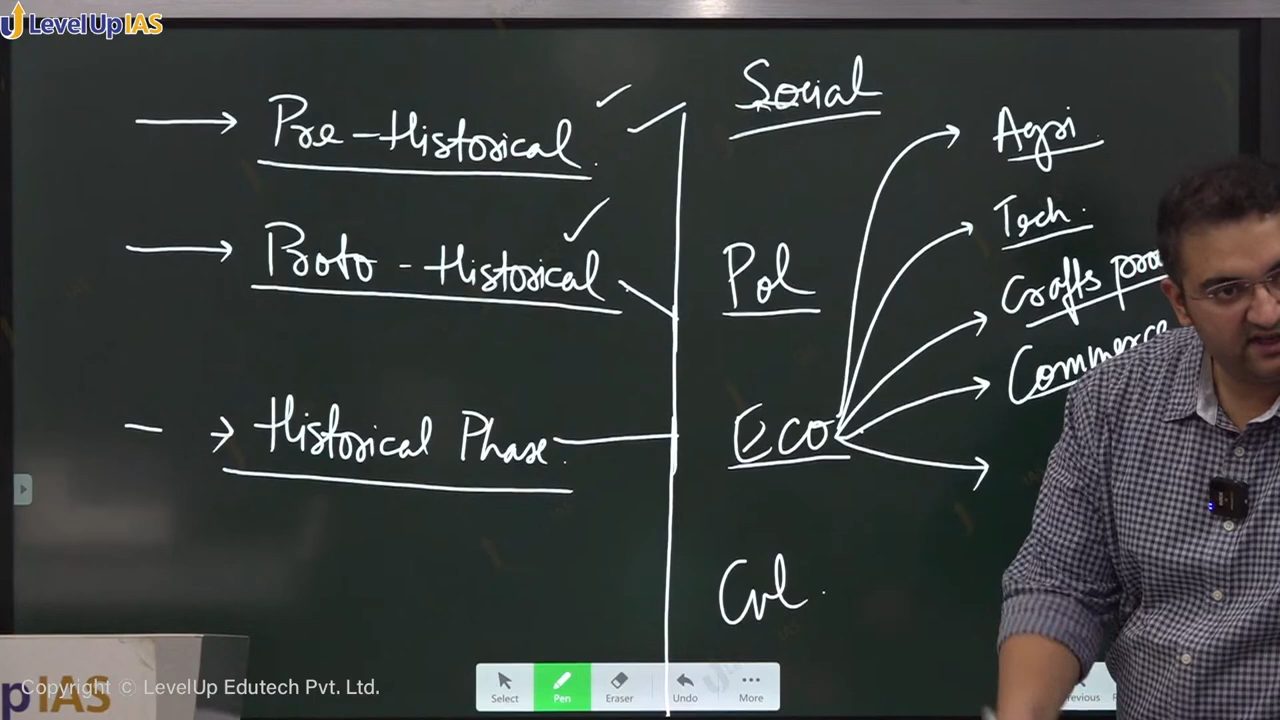 LevelUp IAS
Pre-Historical.
Proto-Historical
→ Historical Phase.
Social
Pol
Eco
Cul.
Agri.
Tech.
Crafts
Commerce
pIAS
Copyright © LevelUp Edutech Pvt. Ltd.
Select
Pen
Eraser
Undo
More